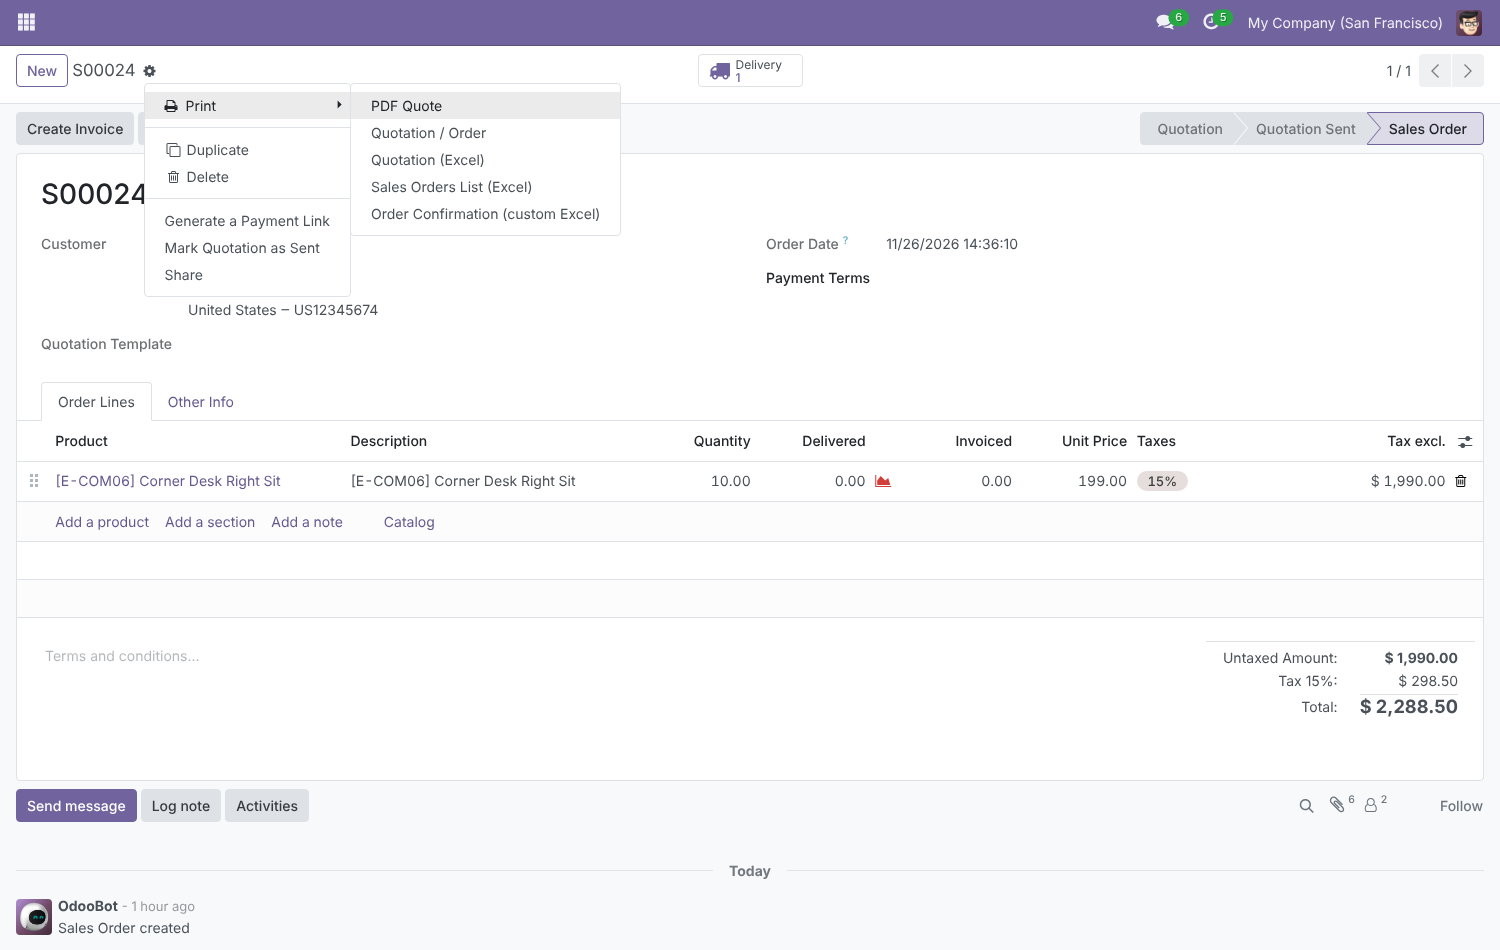 6
5
My Company (San Francisco)
New
S00024
Delivery
1
1 / 1
Print
PDF Quote
Quotation / Order
Quotation (Excel)
Sales Orders List (Excel)
Order Confirmation (custom Excel)
Duplicate
Delete
Generate a Payment Link
Mark Quotation as Sent
Share
Create Invoice
Quotation
Quotation Sent
Sales Order
S00024
Customer
United States – US12345674
Order Date ?
11/26/2026 14:36:10
Payment Terms
Quotation Template
Order Lines
Other Info
Product Description Quantity Delivered Invoiced Unit Price Taxes Tax excl.
[E-COM06] Corner Desk Right Sit [E-COM06] Corner Desk Right Sit 10.00 0.00 0.00 199.00 15% $ 1,990.00
Add a product Add a section Add a note Catalog
Terms and conditions...
Untaxed Amount: $ 1,990.00
Tax 15%: $ 298.50
Total: $ 2,288.50
Send message
Log note
Activities
6
2
Follow
Today
OdooBot - 1 hour ago
Sales Order created